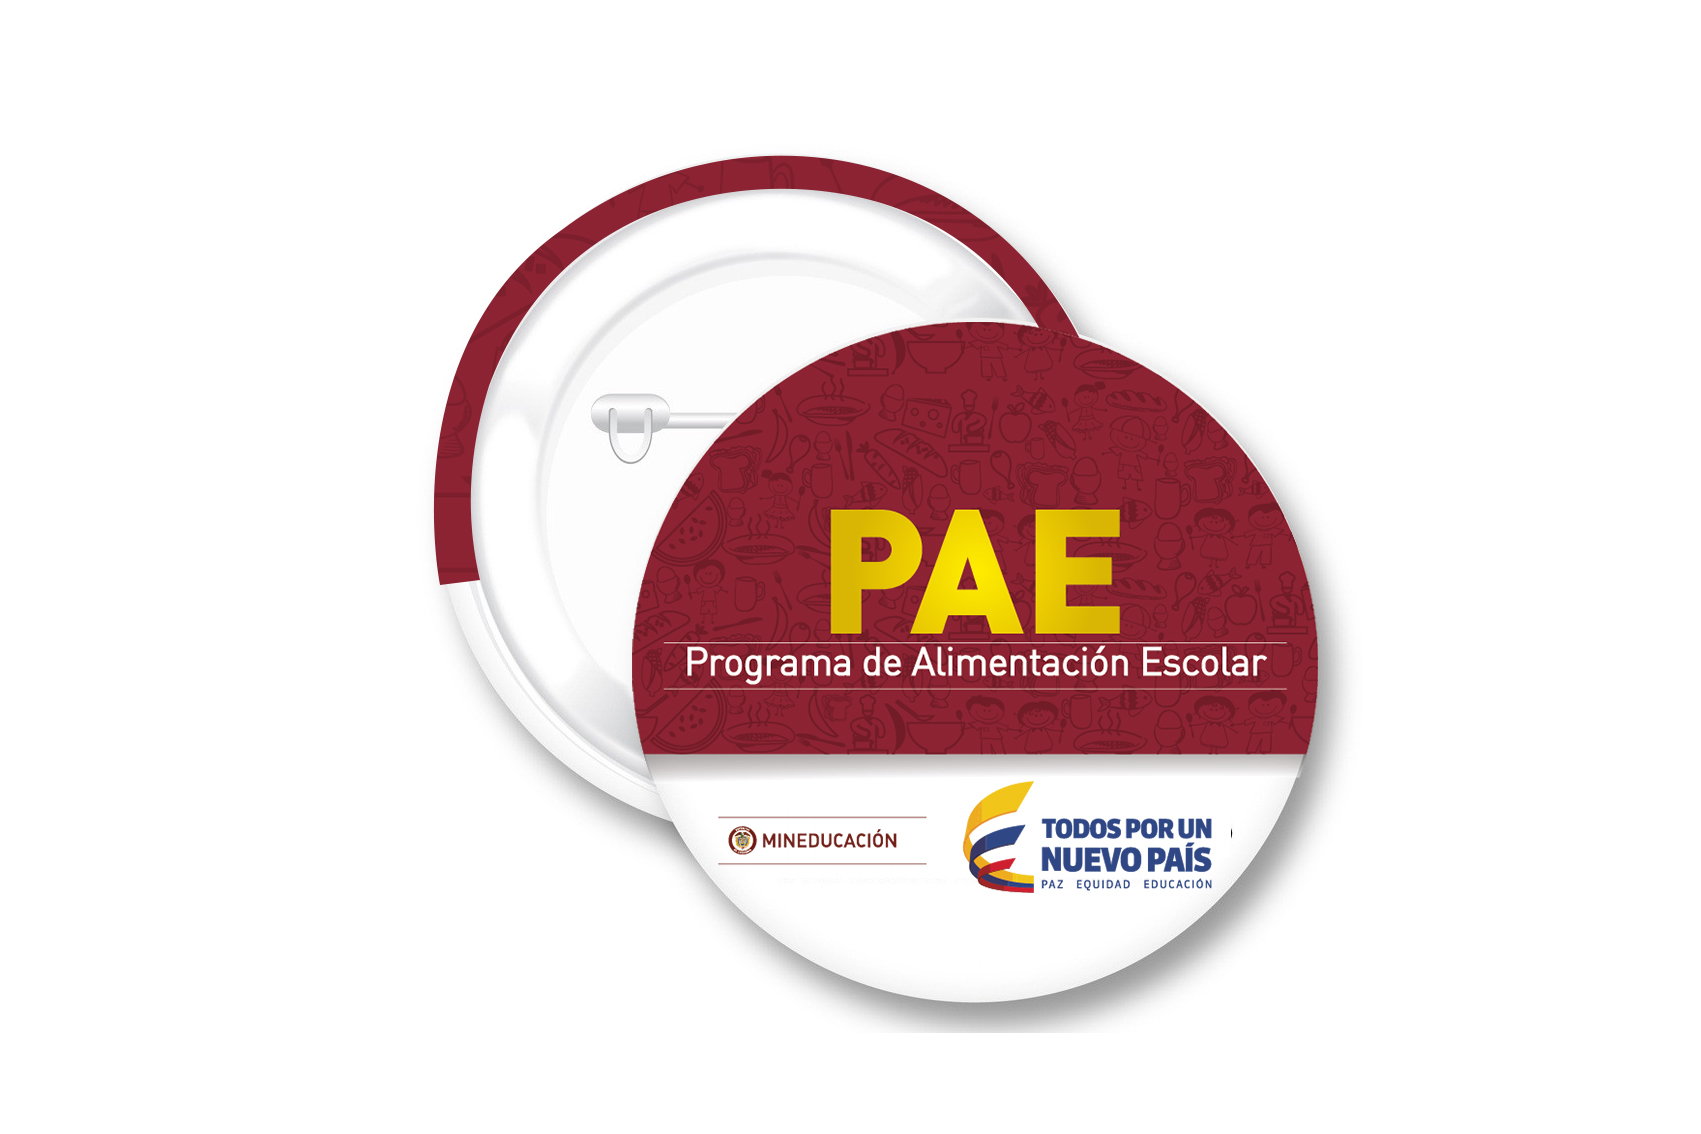 PAE
Programa de Alimentación Escolar
MINEDUCACIÓN
TODOS POR UN
NUEVO PAÍS
PAZ EQUIDAD EDUCACIÓN